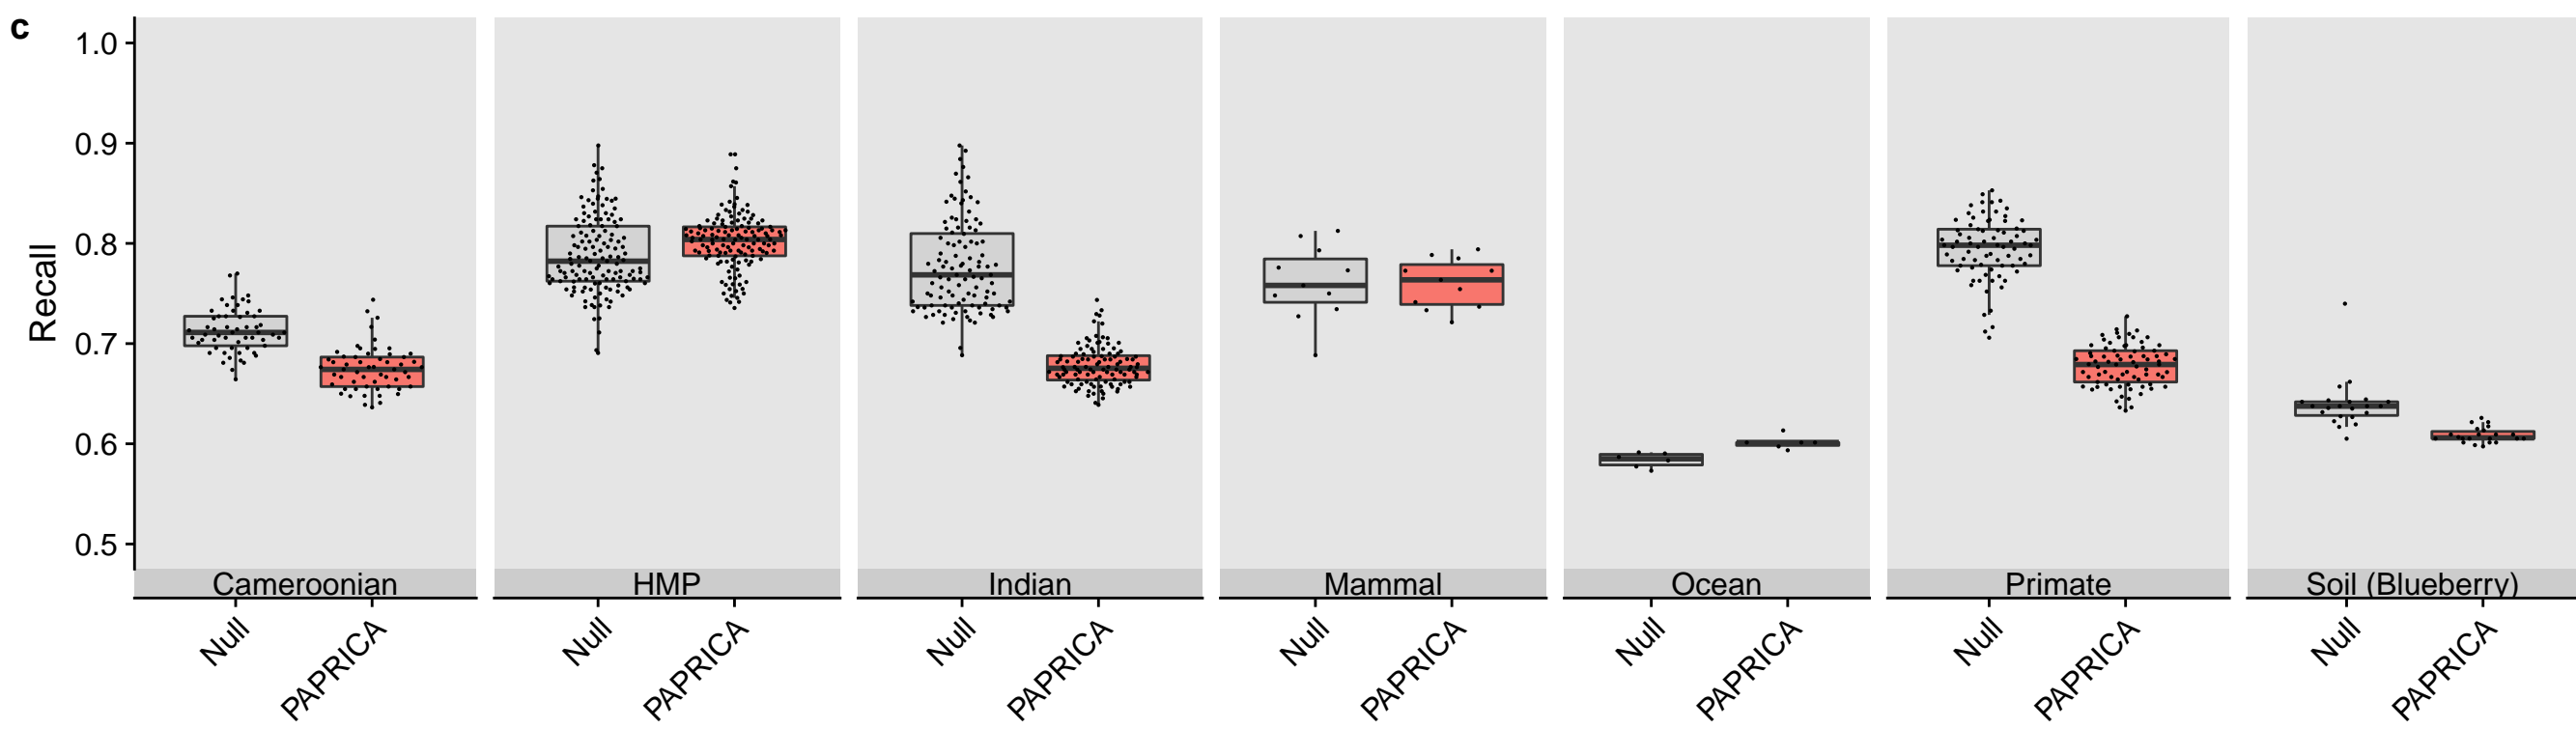 c
Recall
1.0
0.9
0.8
0.7
0.6
0.5
Cameroonian
HMP
Indian
Mammal
Ocean
Primate
Soil (Blueberry)
Null
PAPRICA
Null
PAPRICA
Null
PAPRICA
Null
PAPRICA
Null
PAPRICA
Null
PAPRICA
Null
PAPRICA